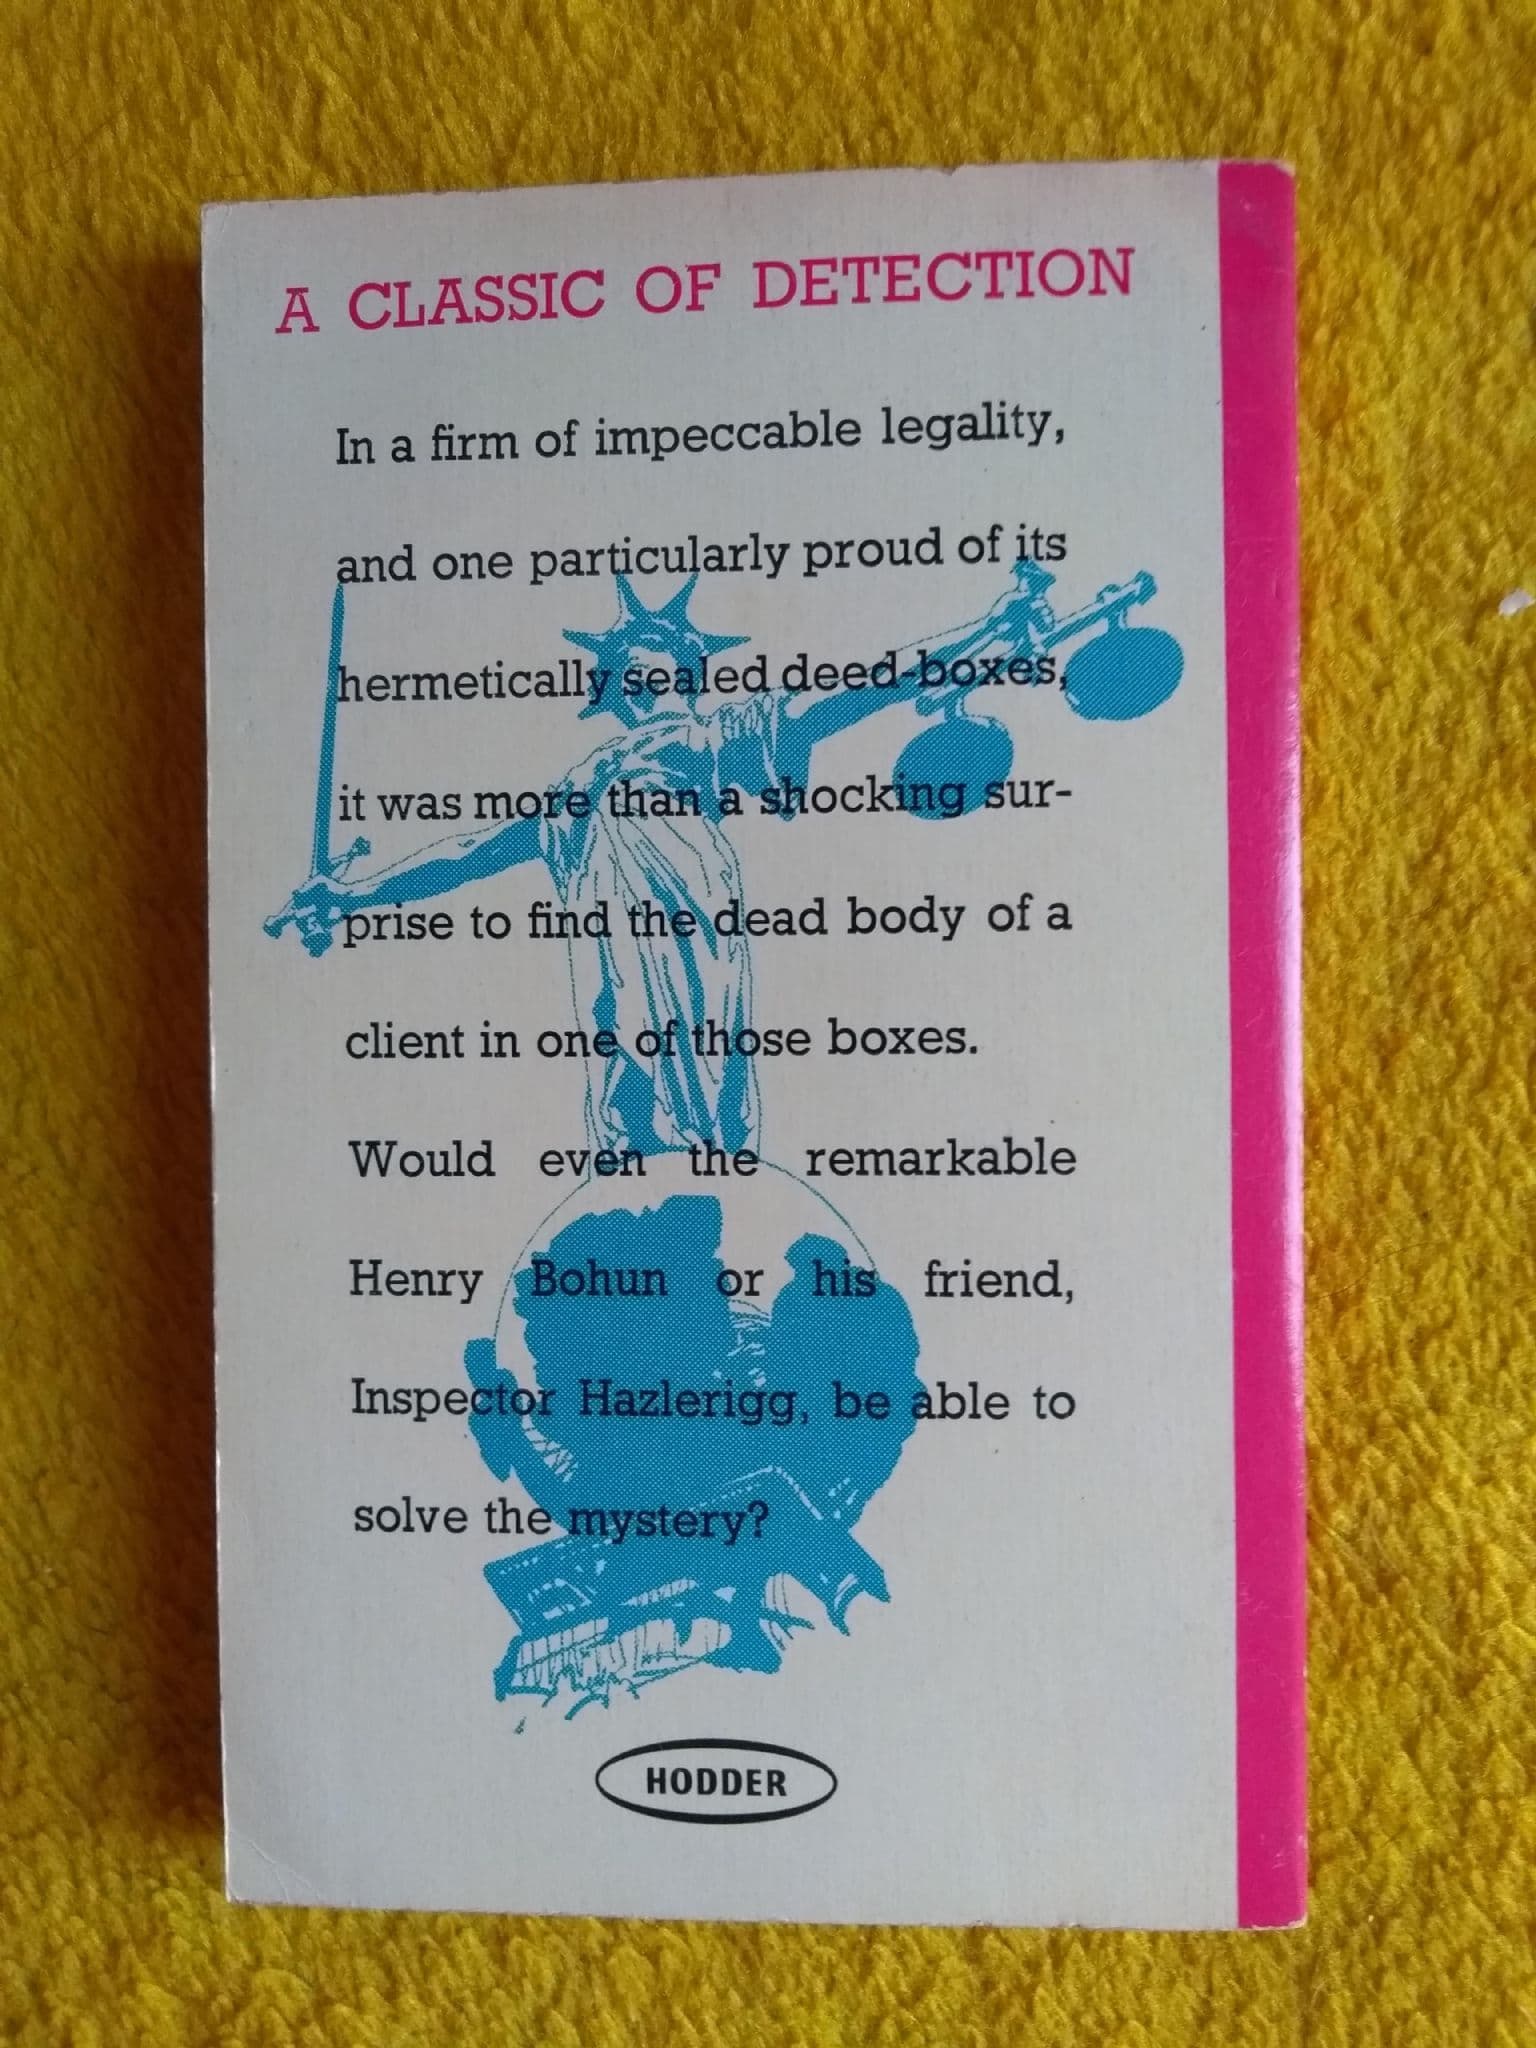 A CLASSIC OF DETECTION
In a firm of impeccable legality,
and one particularly proud of its
hermetically sealed deed-boxes,
it was more than a shocking sur-
prise to find the dead body of a
client in one of those boxes.
Would even the remarkable
Henry Bohun or his friend,
Inspector Hazlerigg, be able to
solve the mystery?
HODDER